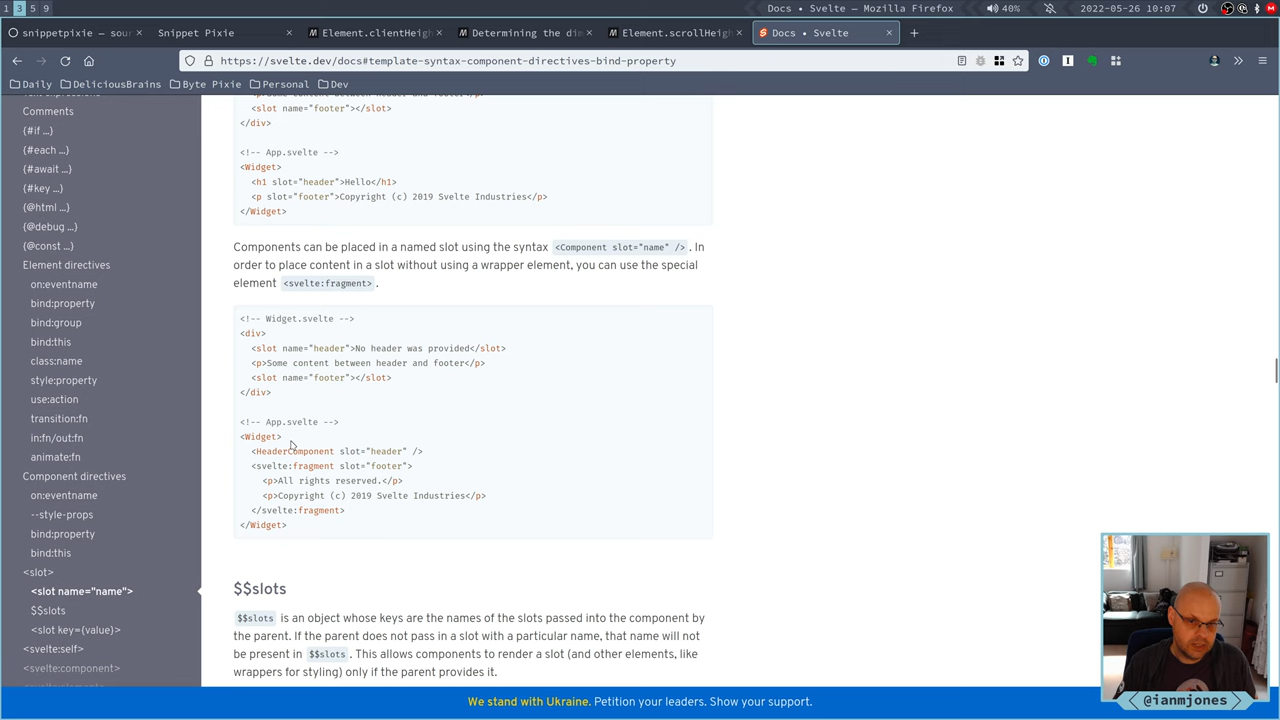 1 3 5 9
Docs • Svelte — Mozilla Firefox
40%
2022-05-26 10:07
snippetpixie — sour
Snippet Pixie
Element.clientHeigh
Determining the dim
Element.scrollHeigh
Docs • Svelte
https://svelte.dev/docs#template-syntax-component-directives-bind-property
Daily
DeliciousBrains
Byte Pixie
Personal
Dev
Comments
{#if ...}
{#each ...}
{#await ...}
{#key ...}
{@html ...}
{@debug ...}
{@const ...}
Element directives
on:eventname
bind:property
bind:group
bind:this
class:name
style:property
use:action
transition:fn
in:fn/out:fn
animate:fn
Component directives
on:eventname
--style-props
bind:property
bind:this
<slot>
<slot name="name">
$$slots
<slot key={value}>
<svelte:self>
<svelte:component>
<svelte:element>
<p>Some content between header and footer</p>
<slot name="footer"></slot>
</div>
<!-- App.svelte -->
<Widget>
<h1 slot="header">Hello</h1>
<p slot="footer">Copyright (c) 2019 Svelte Industries</p>
</Widget>
Components can be placed in a named slot using the syntax <Component slot="name" />. In
order to place content in a slot without using a wrapper element, you can use the special
element <svelte:fragment>.
<!-- Widget.svelte -->
<div>
<slot name="header">No header was provided</slot>
<p>Some content between header and footer</p>
<slot name="footer"></slot>
</div>
<!-- App.svelte -->
<Widget>
<HeaderComponent slot="header" />
<svelte:fragment slot="footer">
<p>All rights reserved.</p>
<p>Copyright (c) 2019 Svelte Industries</p>
</svelte:fragment>
</Widget>
$$slots
$$slots is an object whose keys are the names of the slots passed into the component by
the parent. If the parent does not pass in a slot with a particular name, that name will not
be present in $$slots. This allows components to render a slot (and other elements, like
wrappers for styling) only if the parent provides it.
We stand with Ukraine. Petition your leaders. Show your support.
@ianmjones